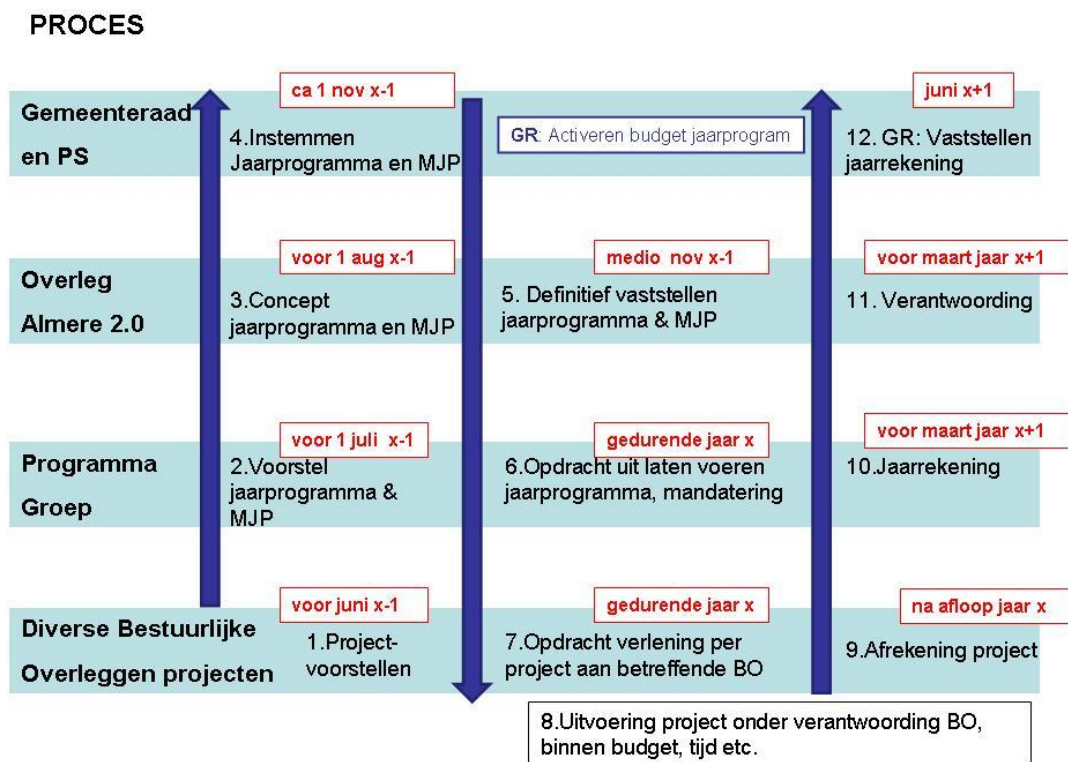 PROCES
Gemeenteraad
en PS
ca 1 nov x-1
4.Instemmen
Jaarprogramma en MJP
GR: Activeren budget jaarprogram
juni x+1
12. GR: Vaststellen
jaarrekening
Overleg
Almere 2.0
voor 1 aug x-1
3.Concept
jaarprogramma en MJP
medio nov x-1
5. Definitief vaststellen
jaarprogramma & MJP
voor maart jaar x+1
11. Verantwoording
Programma
Groep
voor 1 juli x-1
2.Voorstel
jaarprogramma &
MJP
gedurende jaar x
6.Opdracht uit laten voeren
jaarprogramma, mandatering
voor maart jaar x+1
10.Jaarrekening
Diverse Bestuurlijke
Overleggen projecten
voor juni x-1
1.Project-
voorstellen
gedurende jaar x
7.Opdracht verlening per
project aan betreffende BO
na afloop jaar x
9.Afrekening project
8.Uitvoering project onder verantwoording BO,
binnen budget, tijd etc.